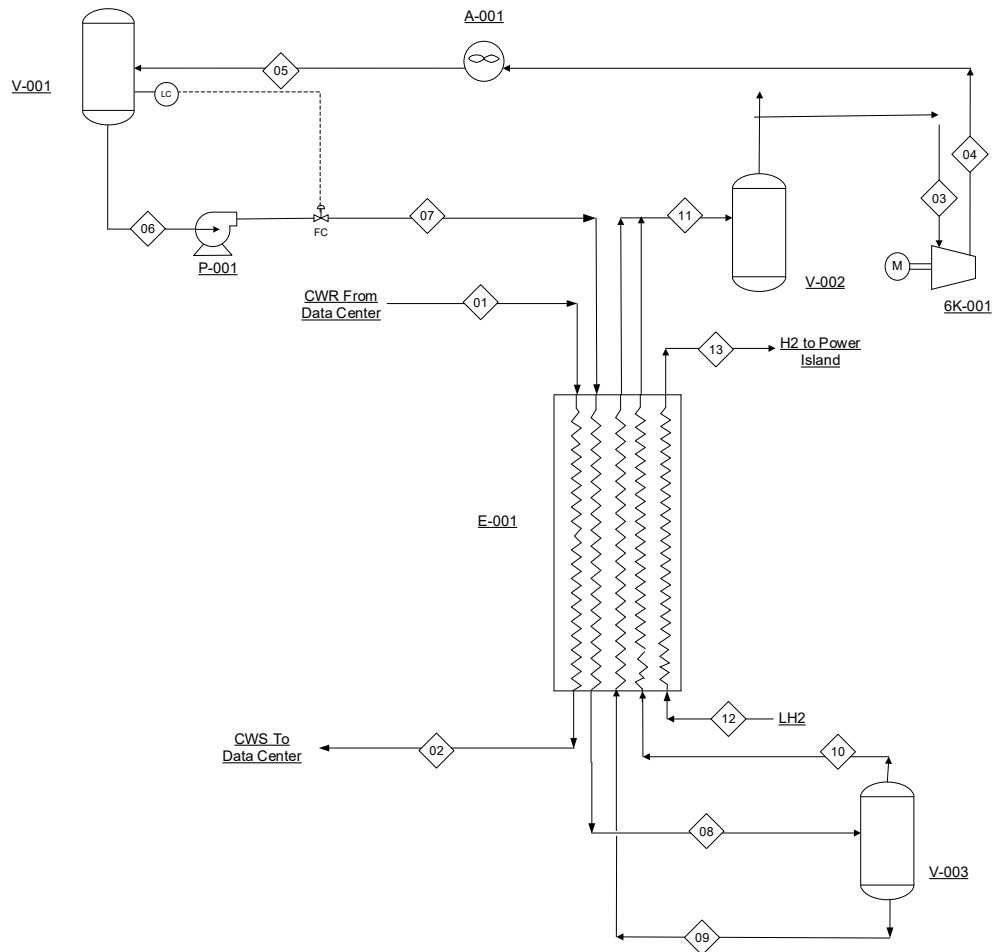 A-001
05
V-001
LC
04
03
11
07
06
FC
M
P-001
V-002
CWR From
Data Center
01
6K-001
13
H2 to Power
Island
E-001
12
LH2
CWS To
Data Center
02
10
08
V-003
09